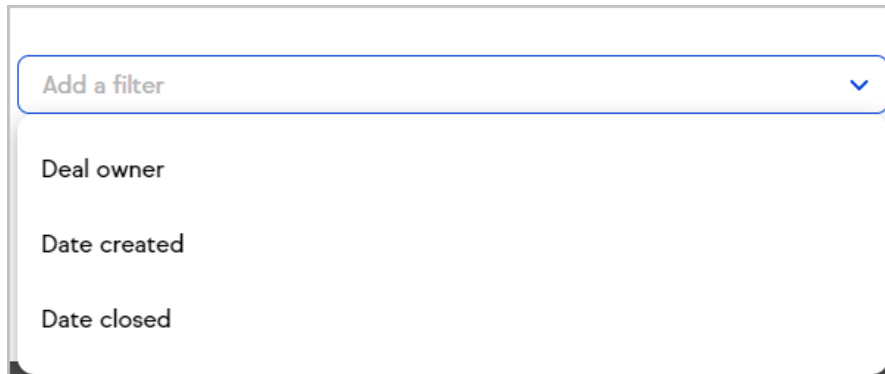 Add a filter
Deal owner
Date created
Date closed